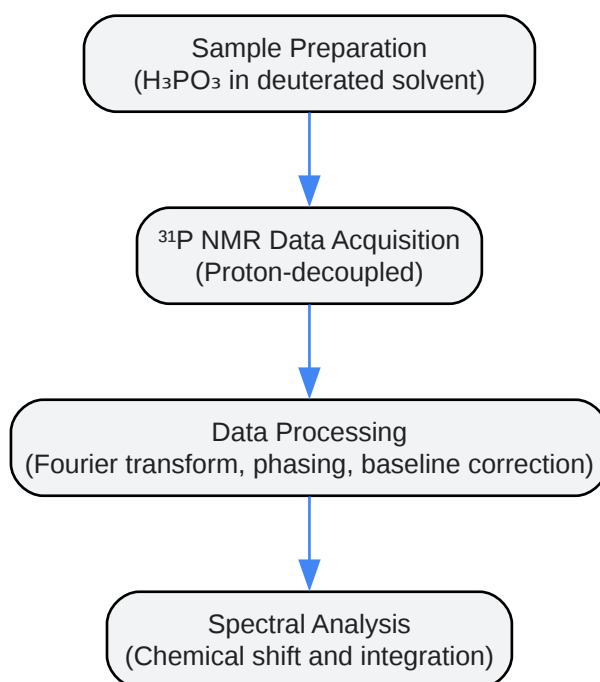 Sample Preparation
(H₃PO₃ in deuterated solvent)
³¹P NMR Data Acquisition
(Proton-decoupled)
Data Processing
(Fourier transform, phasing, baseline correction)
Spectral Analysis
(Chemical shift and integration)